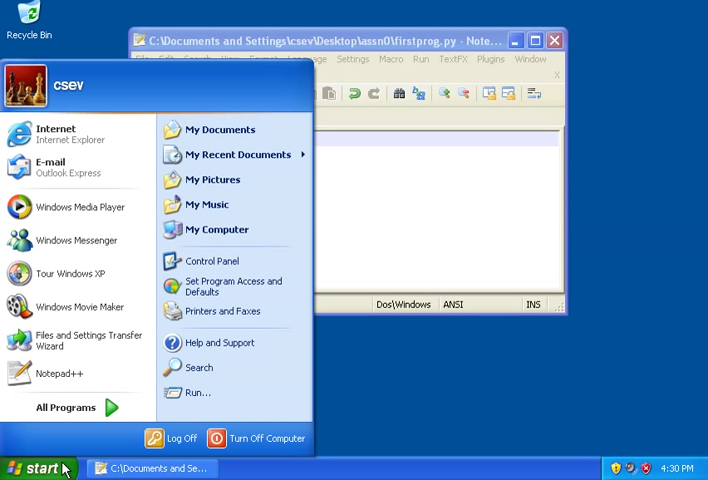 Recycle Bin
C:\Documents and Settings\csev\Desktop\assn0\firstprog.py - Note...
Settings Macro Run TextFX Plugins Window
X
csev
Internet
Internet Explorer
E-mail
Outlook Express
Windows Media Player
Windows Messenger
Tour Windows XP
Windows Movie Maker
Files and Settings Transfer
Wizard
Notepad++
All Programs
My Documents
My Recent Documents
My Pictures
My Music
My Computer
Control Panel
Set Program Access and
Defaults
Printers and Faxes
Help and Support
Search
Run...
Dos\Windows ANSI INS
Log Off Turn Off Computer
start C:\Documents and Se... 4:30 PM